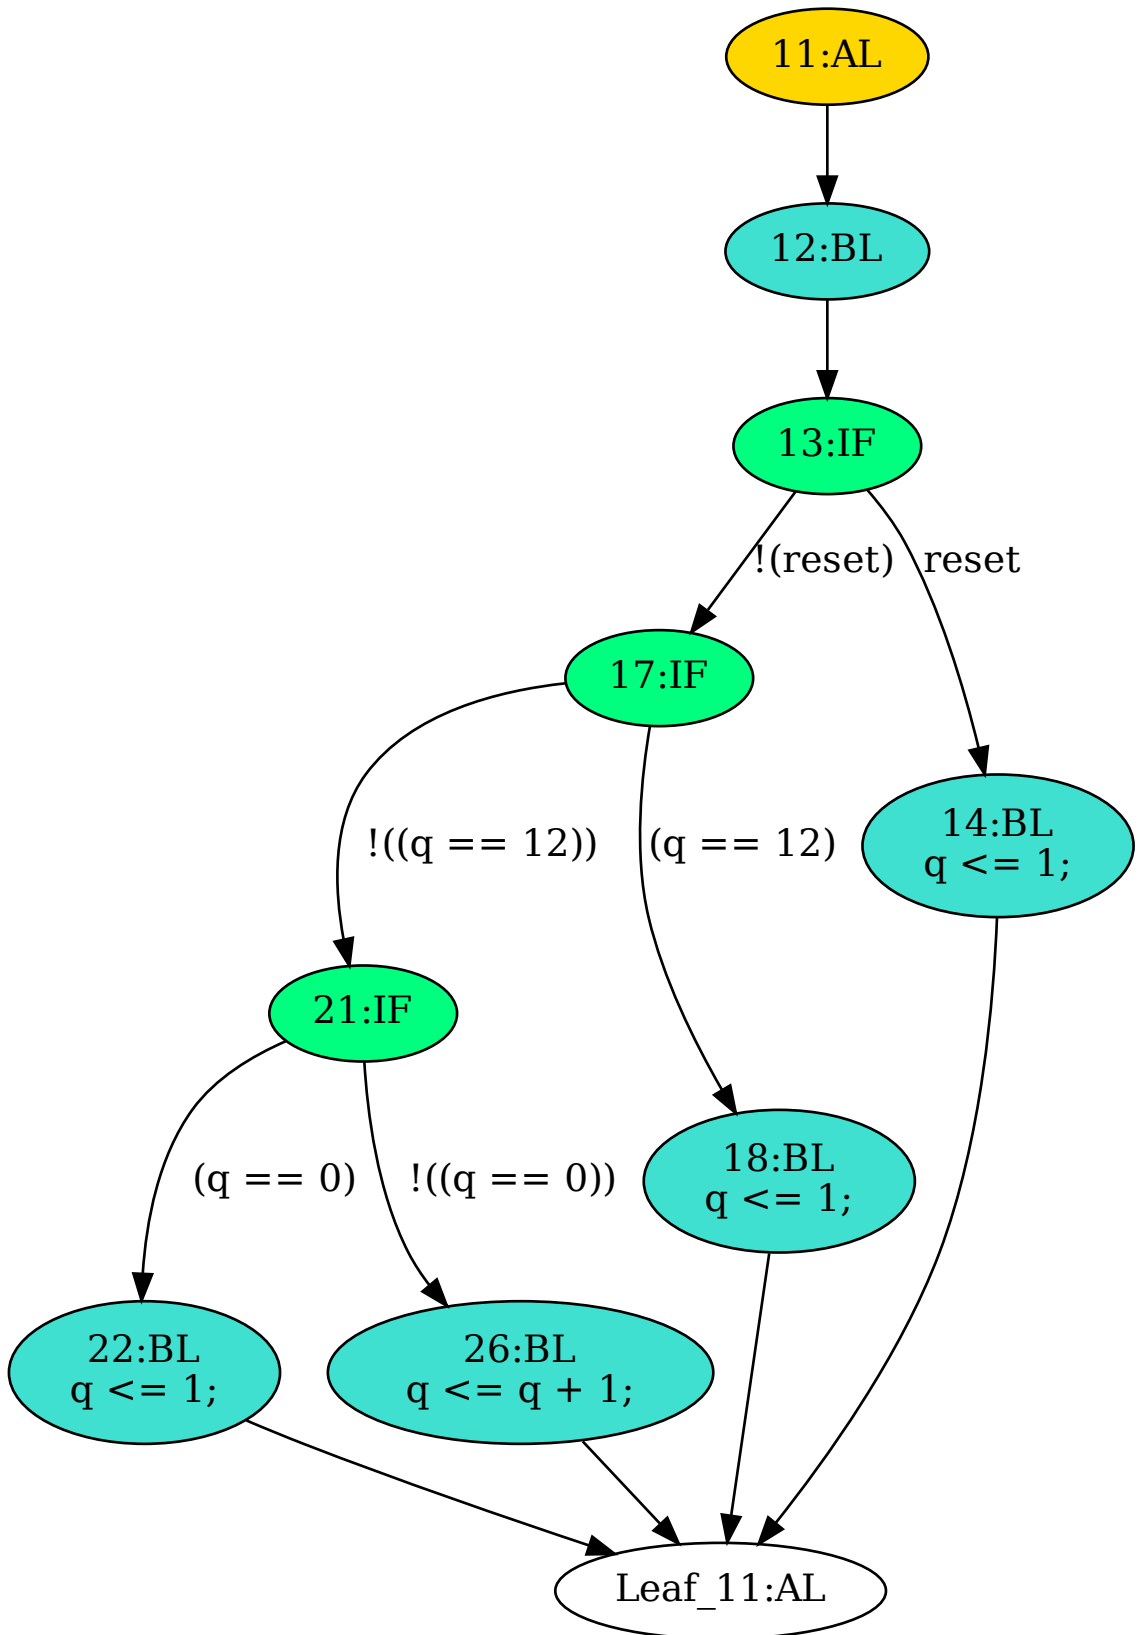 11:AL
12:BL
13:IF
!(reset)
reset
17:IF
!((q == 12))
(q == 12)
14:BL
q <= 1;
21:IF
(q == 0)
!((q == 0))
18:BL
q <= 1;
22:BL
q <= 1;
26:BL
q <= q + 1;
Leaf_11:AL